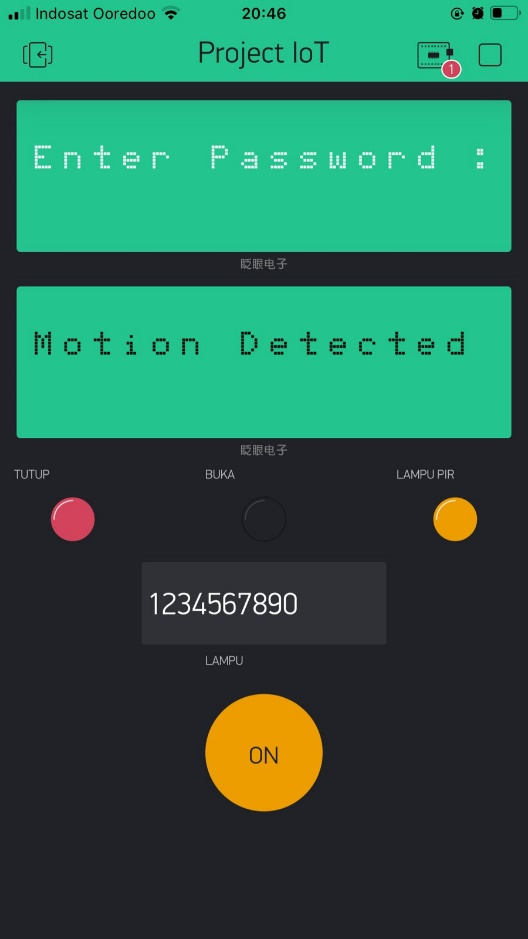 Indosat Ooredoo 20:46
Project IoT
1
Enter Password :
眨眼电子
Motion Detected
眨眼电子
TUTUP BUKA LAMPU PIR
1234567890
LAMPU
ON